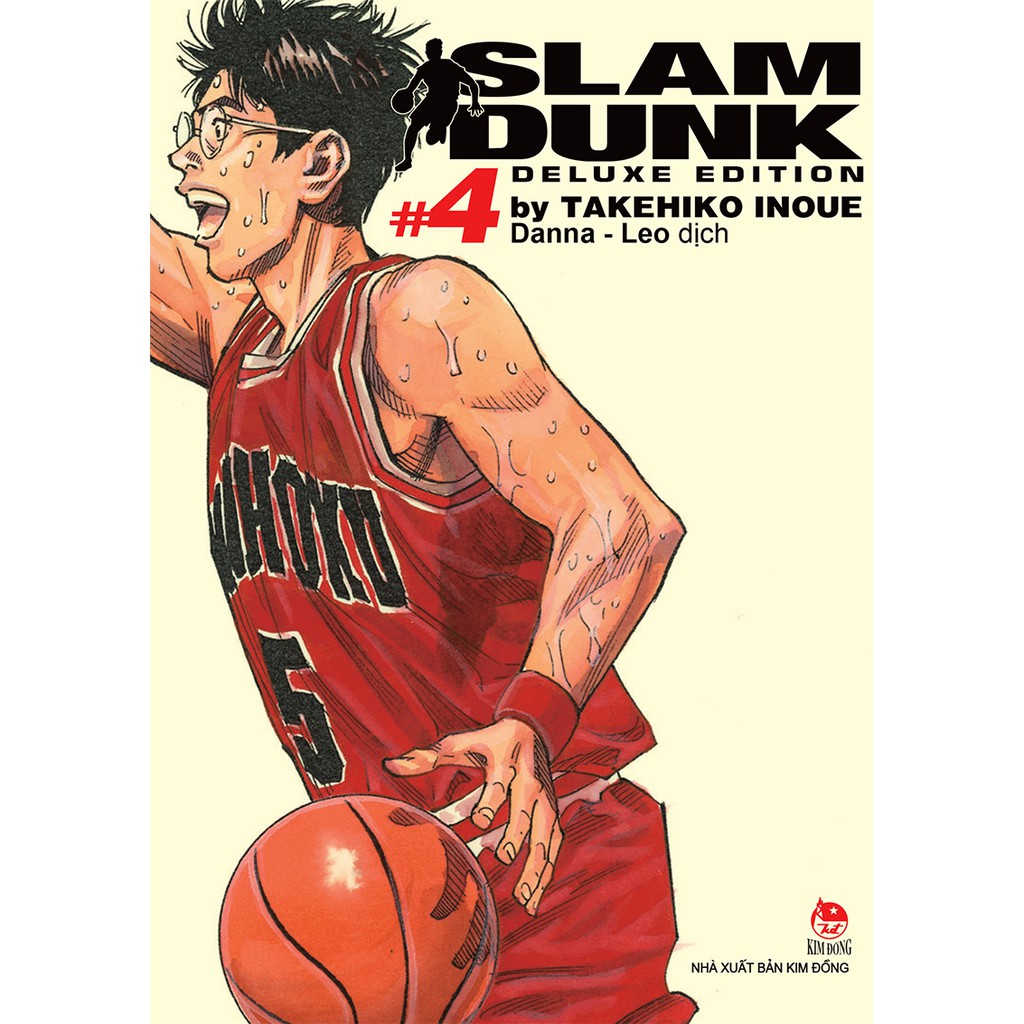 SLAM
DUNK
DELUXE EDITION
#4 by TAKEHIKO INOUE
Danna - Leo dịch
HOKU
5
KIM ĐỒNG
NHÀ XUẤT BẢN KIM ĐỒNG